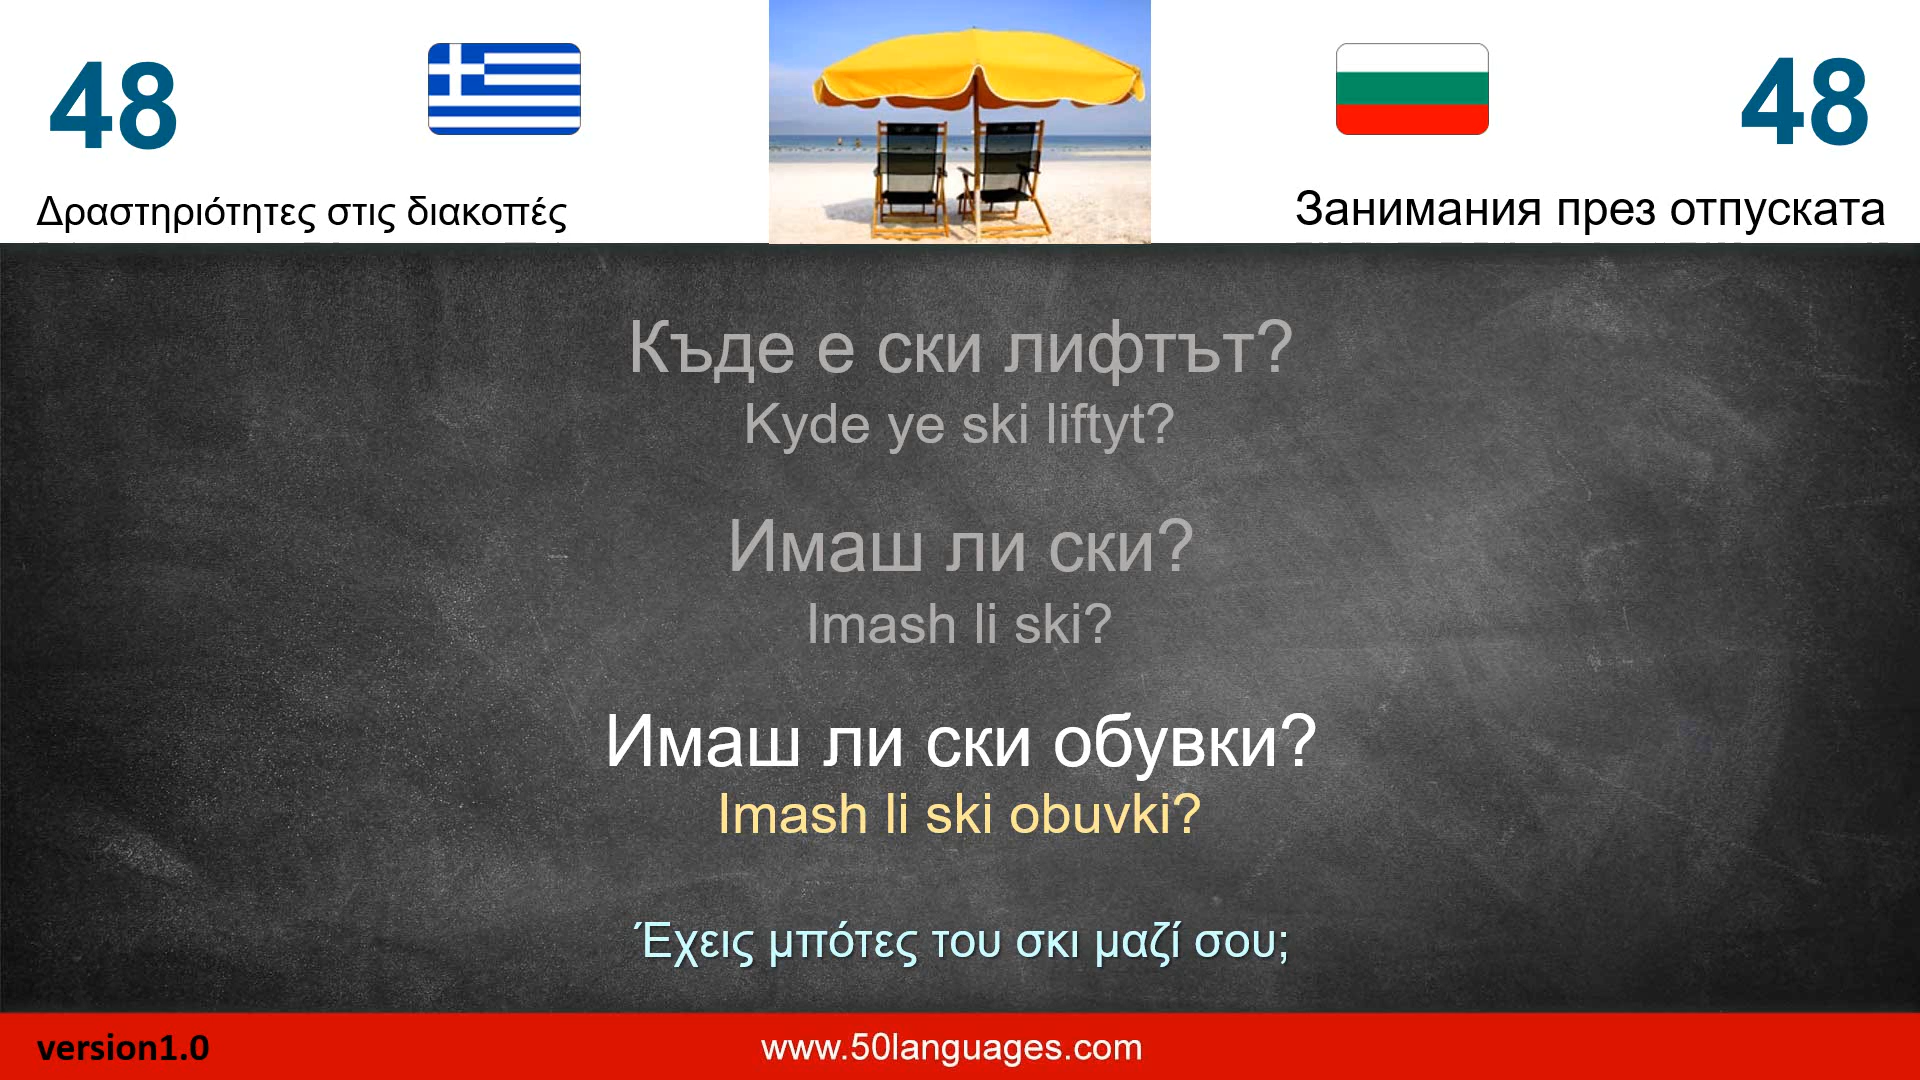 48
48
Δραστηριότητες στις διακοπές
Занимания през отпуската
Къде е ски лифтът?
Kyde ye ski liftyt?
Имаш ли ски?
Imash li ski?
Имаш ли ски обувки?
Imash li ski obuvki?
Έχεις μπότες του σκι μαζί σου;
version1.0
www.50languages.com